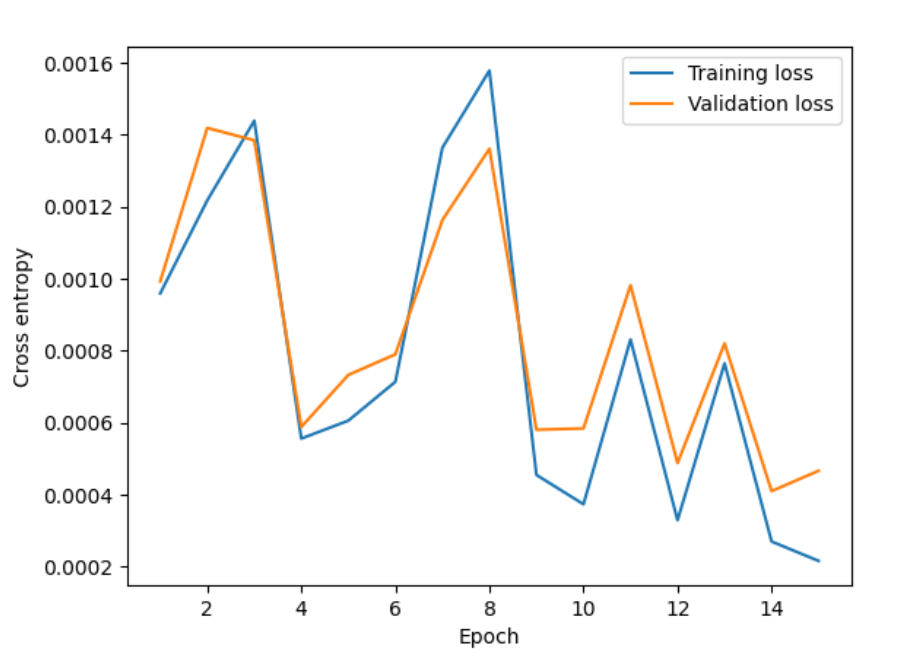 0.0016
0.0014
0.0012
0.0010
0.0008
0.0006
0.0004
0.0002
Cross entropy
Training loss
Validation loss
2 4 6 8 10 12 14
Epoch